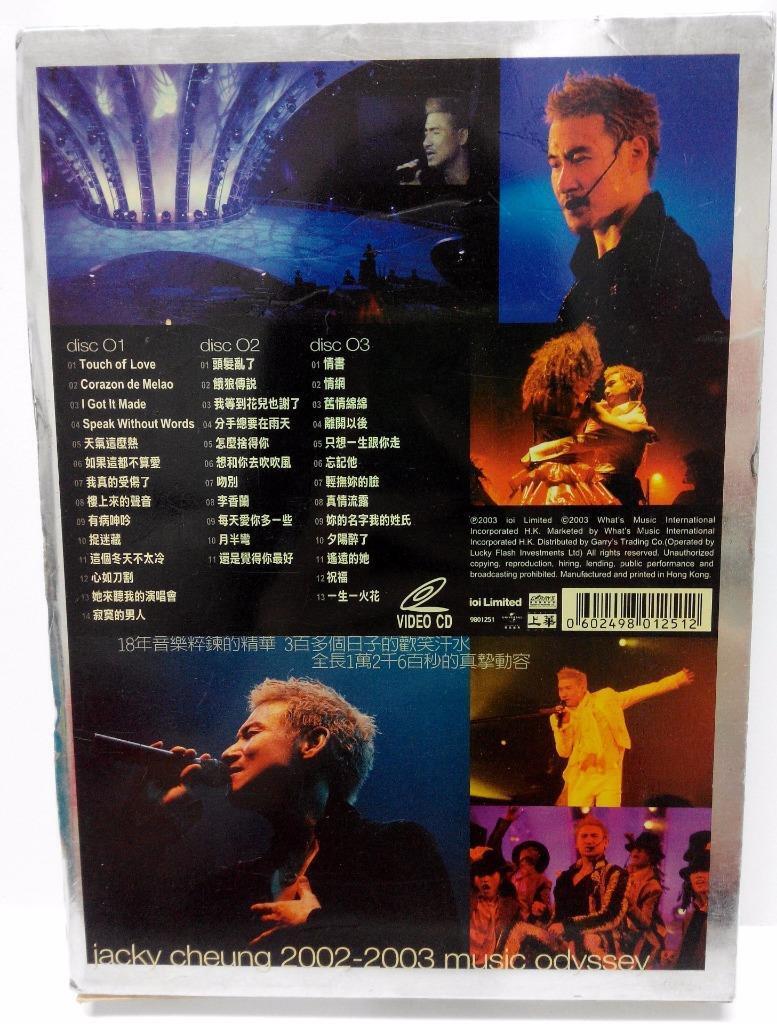 disc 01
01 Touch of Love
02 Corazon de Melao
03 I Got It Made
04 Speak Without Words
05 天氣這麼熱
06 如果這都不算愛
07 我真的受傷了
08 樓上來的聲音
09 有病呻吟
10 捉迷藏
11 這個冬天不太冷
12 心如刀割
13 她來聽我的演唱會
14 寂寞的男人
disc 02
01 頭髮亂了
02 餓狼傳說
03 我等到花兒也謝了
04 分手總要在雨天
05 怎麼捨得你
06 想和你去吹吹風
07 吻別
08 李香蘭
09 每天愛你多一些
10 月半彎
11 還是覺得你最好
disc 03
01 情書
02 情網
03 舊情綿綿
04 離開以後
05 只想一生跟你走
06 忘記他
07 輕撫妳的臉
08 真情流露
09 妳的名字我的姓氏
10 夕陽醉了
11 遙遠的她
12 祝福
13 一生一火花
VIDEO CD
℗2003 ioi Limited ©2003 What's Music International
Incorporated H.K. Marketed by What's Music International
Incorporated H.K. Distributed by Garry's Trading Co.(Operated by
Lucky Flash Investments Ltd) All rights reserved. Unauthorized
copying, reproduction, hiring, lending, public performance and
broadcasting prohibited. Manufactured and printed in Hong Kong.
ioi Limited
9801251
上華
0 602498 012512
18年音樂粹鍊的精華 3百多個日子的歡笑汗水
全長1萬2千6百秒的真摯動容
jacky cheung 2002-2003 music odyssey